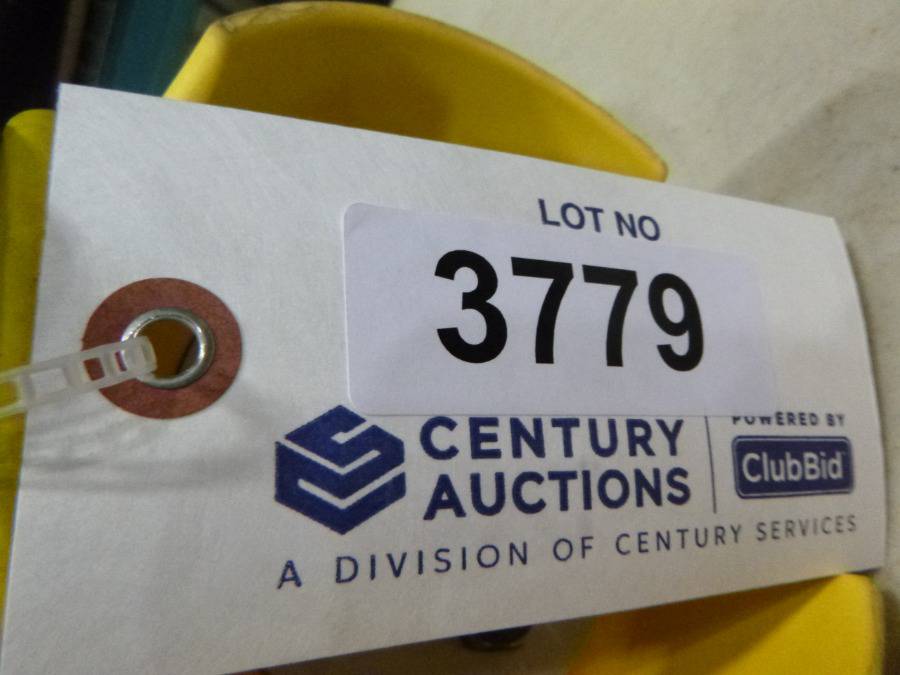 LOT NO
3779
CENTURY
AUCTIONS
POWERED BY
ClubBid
A DIVISION OF CENTURY SERVICES